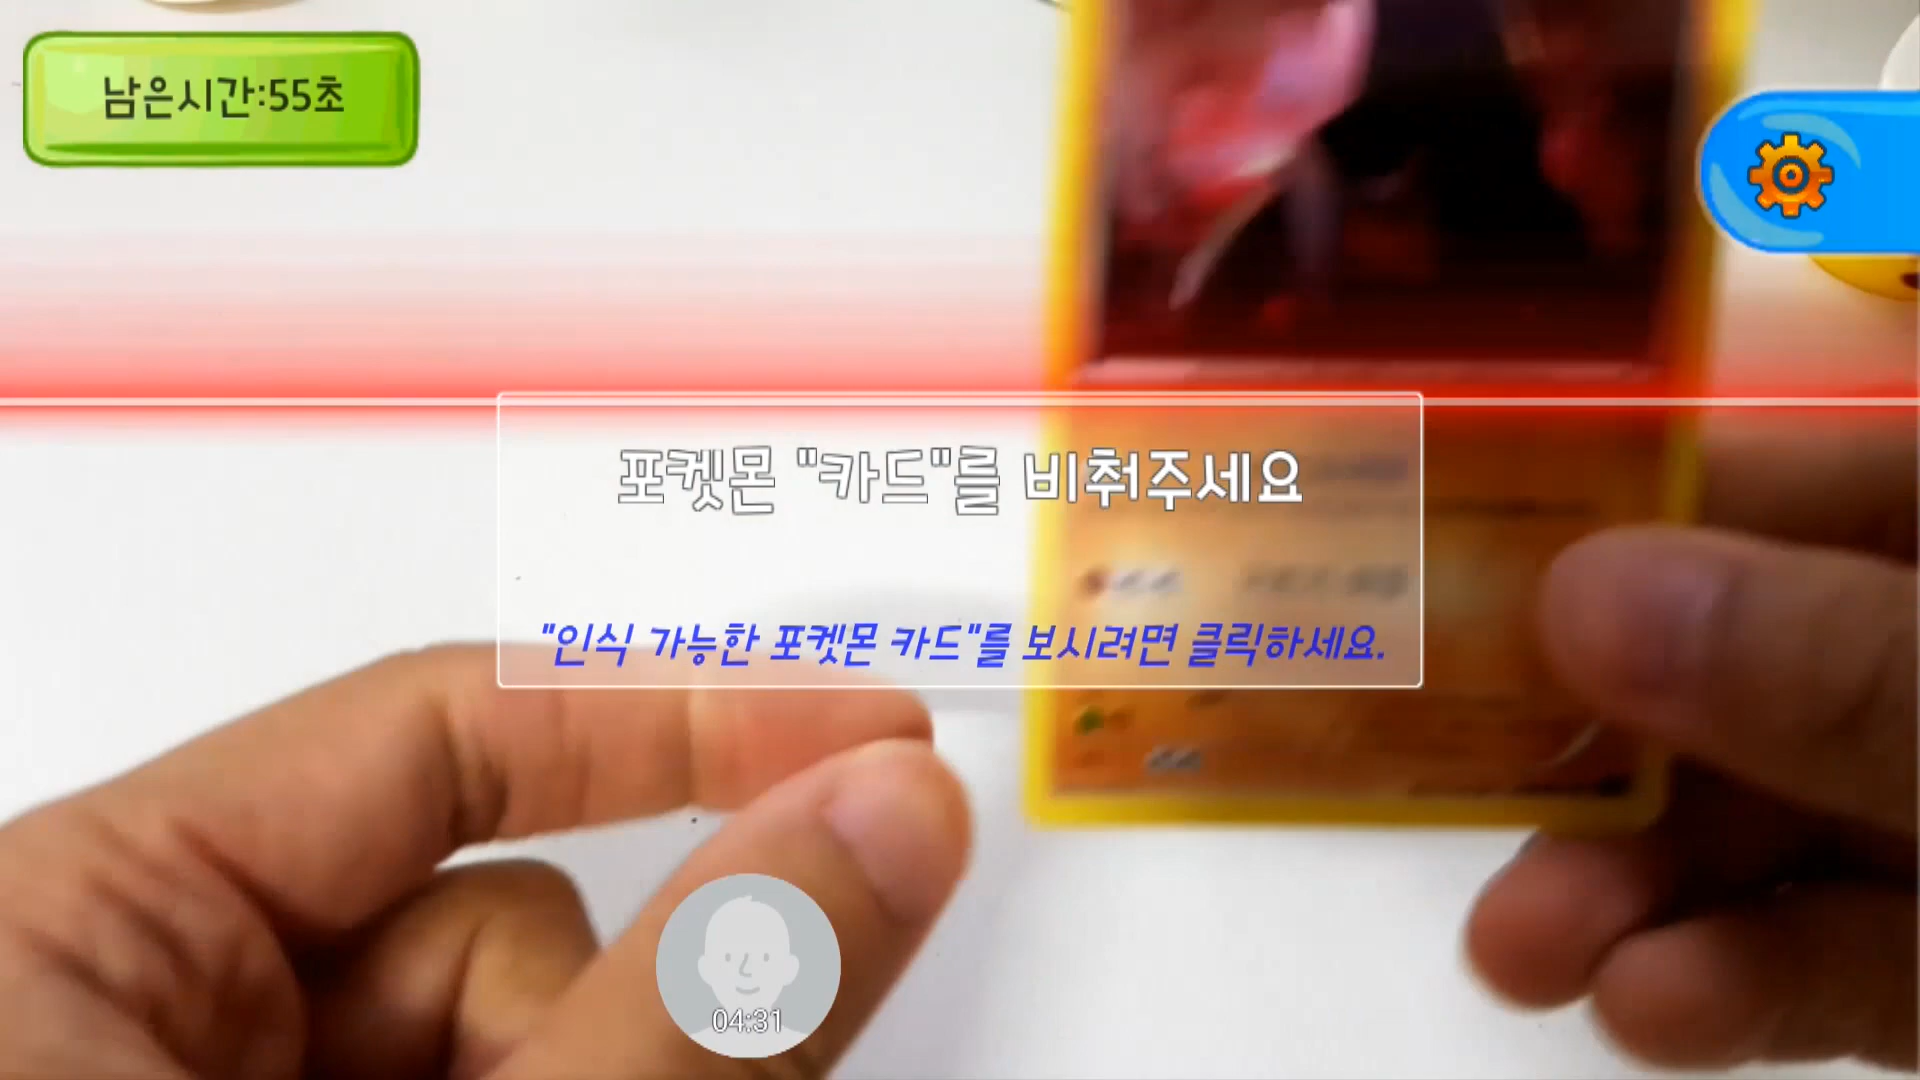 남은시간:55초
포켓몬 "카드"를 비춰주세요
"인식 가능한 포켓몬 카드"를 보시려면 클릭하세요.
04:31